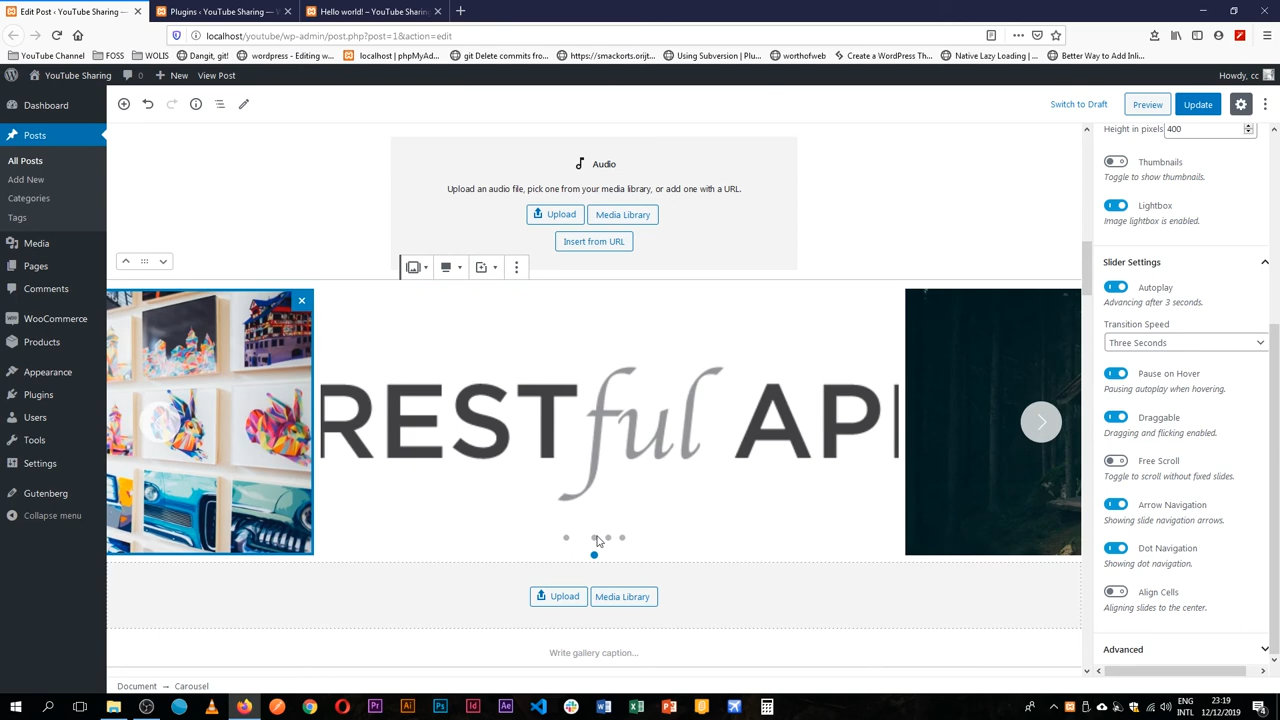 Edit Post ‹ YouTube Sharing —
Plugins ‹ YouTube Sharing —
Hello world! – YouTube Sharing
localhost/youtube/wp-admin/post.php?post=1&action=edit
YouTube Channel
FOSS
WOLIS
Dangit, git!
wordpress - Editing w...
localhost | phpMyAd...
git Delete commits fro...
https://smackorts.orijt...
Using Subversion | Plu...
worthofweb
Create a WordPress Th...
Native Lazy Loading |...
Better Way to Add Inli...
YouTube Sharing
0
New
View Post
Howdy, cc
Dashboard
Posts
All Posts
Add New
Categories
Tags
Media
Pages
Comments
WooCommerce
Products
Appearance
Plugins
Users
Tools
Settings
Gutenberg
Collapse menu
Switch to Draft
Preview
Update
Audio
Upload an audio file, pick one from your media library, or add one with a URL.
Upload
Media Library
Insert from URL
RESTful API
Upload
Media Library
Write gallery caption...
Document → Carousel
Height in pixels 400
Thumbnails
Toggle to show thumbnails.
Lightbox
Image lightbox is enabled.
Slider Settings
Autoplay
Advancing after 3 seconds.
Transition Speed
Three Seconds
Pause on Hover
Pausing autoplay when hovering.
Draggable
Dragging and flicking enabled.
Free Scroll
Toggle to scroll without fixed slides.
Arrow Navigation
Showing slide navigation arrows.
Dot Navigation
Showing dot navigation.
Align Cells
Aligning slides to the center.
Advanced
Pr
Ai
Ps
Id
Ae
ENG
INTL
23:19
12/12/2019